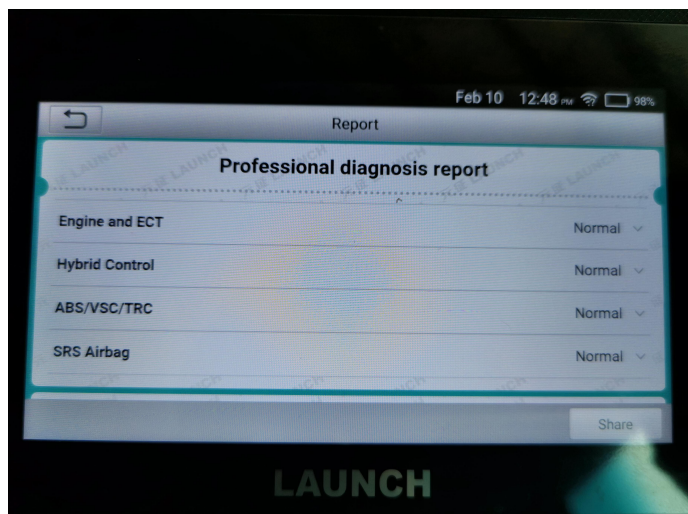 Feb 10 12:48 PM 98%
Report
Professional diagnosis report
Engine and ECT Normal
Hybrid Control Normal
ABS/VSC/TRC Normal
SRS Airbag Normal
Share
LAUNCH